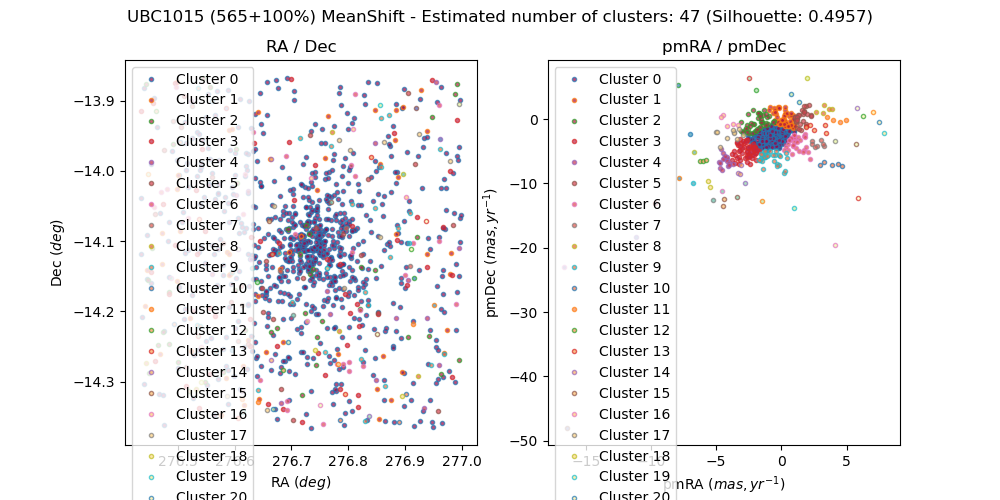 UBC1015 (565+100%) MeanShift - Estimated number of clusters: 47 (Silhouette: 0.4957)
RA / Dec
Dec (deg)
−13.9
−14.0
−14.1
−14.2
−14.3
Cluster 0
Cluster 1
Cluster 2
Cluster 3
Cluster 4
Cluster 5
Cluster 6
Cluster 7
Cluster 8
Cluster 9
Cluster 10
Cluster 11
Cluster 12
Cluster 13
Cluster 14
Cluster 15
Cluster 16
Cluster 17
Cluster 18
Cluster 19
Cluster 20
276.5
276.6
276.7
276.8
276.9
277.0
RA (deg)
pmRA / pmDec
pmDec (mas, yr⁻¹)
0
−10
−20
−30
−40
−50
Cluster 0
Cluster 1
Cluster 2
Cluster 3
Cluster 4
Cluster 5
Cluster 6
Cluster 7
Cluster 8
Cluster 9
Cluster 10
Cluster 11
Cluster 12
Cluster 13
Cluster 14
Cluster 15
Cluster 16
Cluster 17
Cluster 18
Cluster 19
Cluster 20
−15
−10
−5
0
5
pmRA (mas, yr⁻¹)